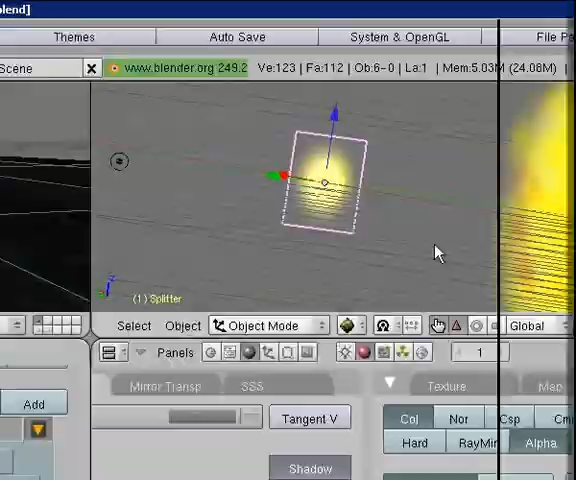 lend]
Themes Auto Save System & OpenGL File Pa
Scene X www.blender.org 249.2 Ve:123 | Fa:112 | Ob:6-0 | La:1 | Mem:5.03M (24.08M) |
z
(1) Splitter
Select Object Object Mode Global
Panels 1
Mirror Transp SSS Texture Map
Add Tangent V Col Nor Csp Cm
Hard RayMir Alpha
Shadow